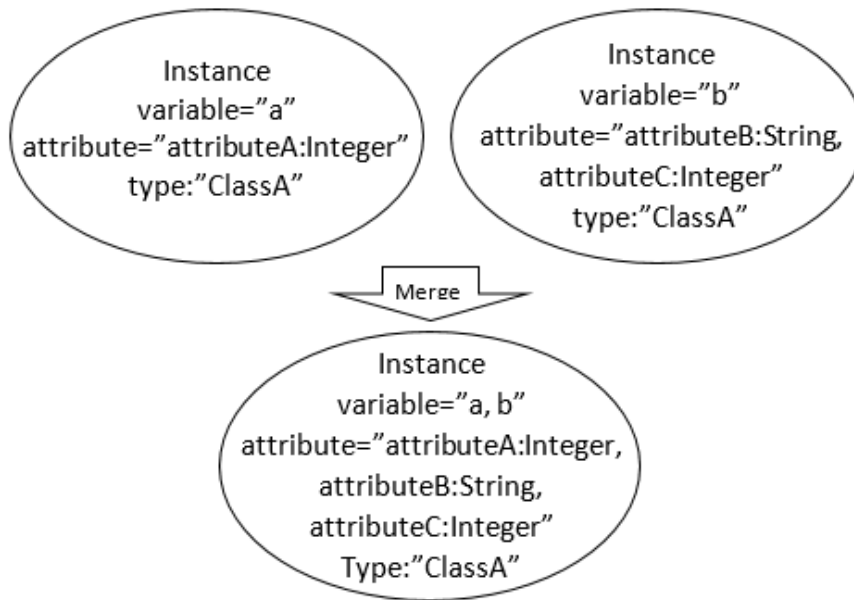 Instance
variable=”a”
attribute=”attributeA:Integer”
type:”ClassA”
Instance
variable=”b”
attribute=”attributeB:String,
attributeC:Integer”
type:”ClassA”
Merge
Instance
variable=”a, b”
attribute=”attributeA:Integer,
attributeB:String,
attributeC:Integer”
Type:”ClassA”